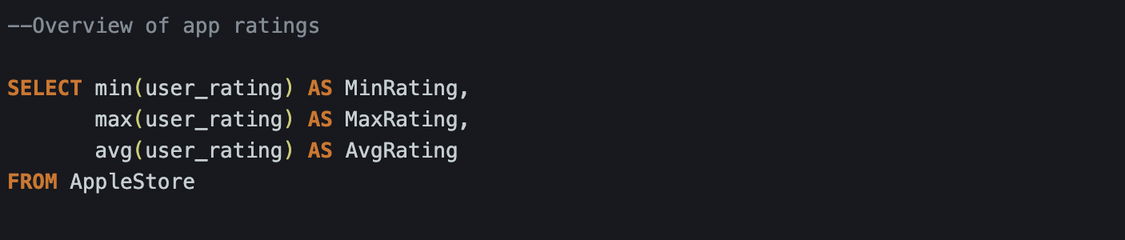 --Overview of app ratings
SELECT min(user_rating) AS MinRating,
       max(user_rating) AS MaxRating,
       avg(user_rating) AS AvgRating
FROM AppleStore